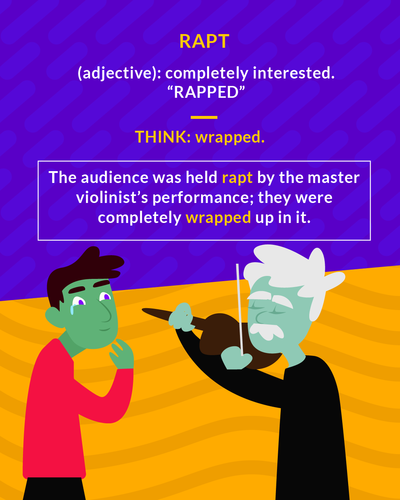 RAPT
(adjective): completely interested.
“RAPPED”
THINK: wrapped.
The audience was held rapt by the master
violinist’s performance; they were
completely wrapped up in it.